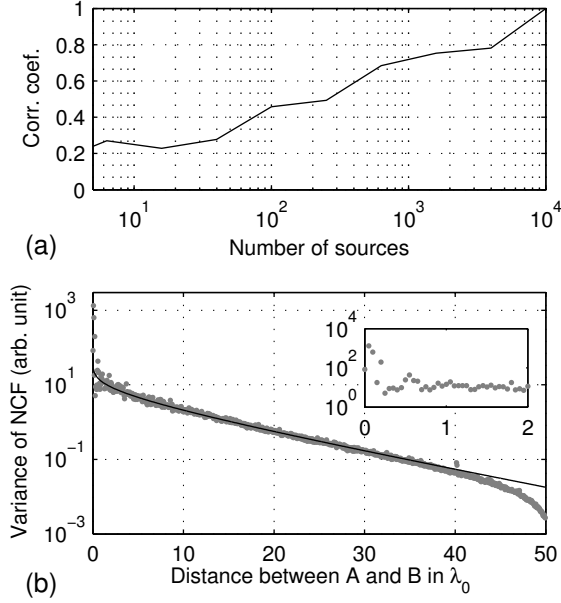 1
0.8
0.6
0.4
0.2
0
Corr. coef.
10^1
10^2
10^3
10^4
Number of sources
(a)
10^3
10^1
10^−1
10^−3
Variance of NCF (arb. unit)
10^4
10^2
10^0
0 1 2
0 10 20 30 40 50
Distance between A and B in λ_0
(b)